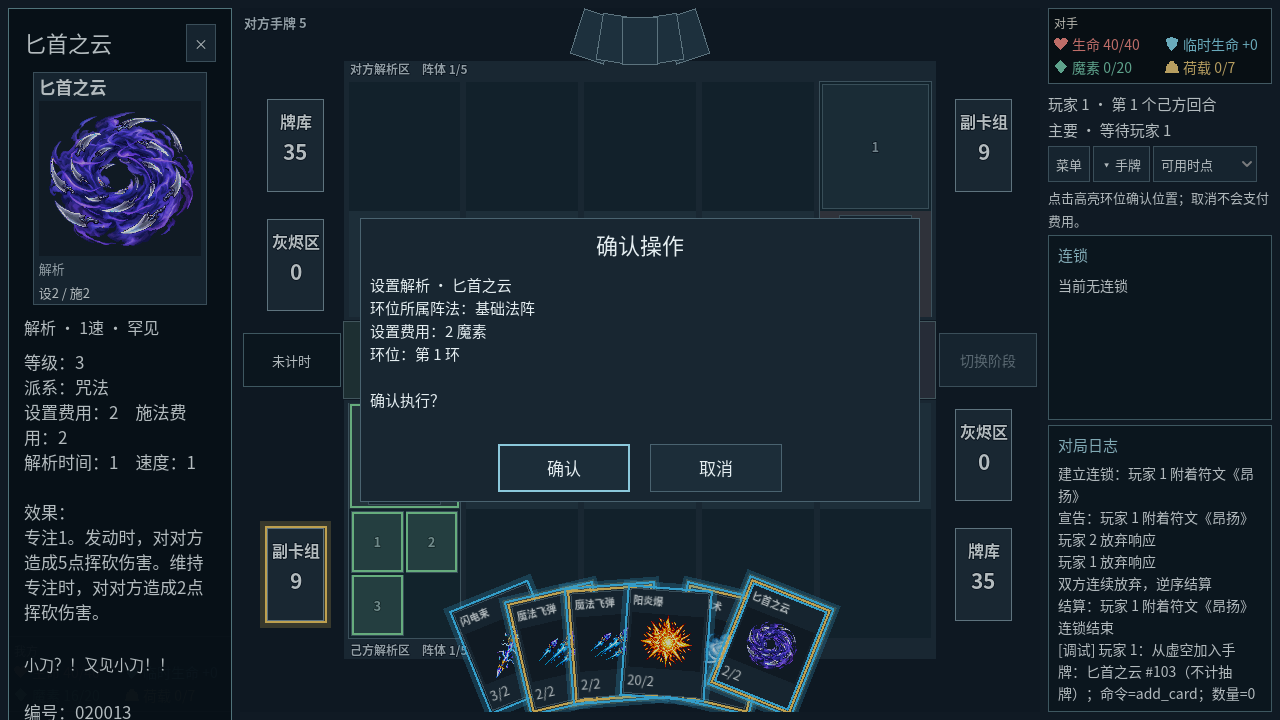 匕首之云
×
匕首之云
解析
设2 / 施2
解析 · 1速 · 罕见
等级：3
派系：咒法
设置费用：2　施法费
用：2
解析时间：1　速度：1
效果：
专注1。发动时，对对方
造成5点挥砍伤害。维持
专注时，对对方造成2点
挥砍伤害。
小刀？！又见小刀！！
编号：020013
对方手牌 5
对方解析区　阵体 1/5
牌库
35
灰烬区
0
未计时
副卡组
9
1
副卡组
9
切换阶段
灰烬区
0
牌库
35
确认操作
设置解析 · 匕首之云
环位所属阵法：基础法阵
设置费用：2 魔素
环位：第 1 环
确认执行？
确认
取消
1
2
3
己方解析区　阵体 1/5
闪电束
3/2
魔法飞弹
2/2
魔法飞弹
2/2
阳炎爆
20/2
术
匕首之云
2/2
对手
生命 40/40
临时生命 +0
魔素 0/20
荷载 0/7
玩家 1 · 第 1 个己方回合
主要 · 等待玩家 1
菜单
▾ 手牌
可用时点
点击高亮环位确认位置；取消不会支付
费用。
连锁
当前无连锁
对局日志
建立连锁：玩家 1 附着符文《昂
扬》
宣告：玩家 1 附着符文《昂扬》
玩家 2 放弃响应
玩家 1 放弃响应
双方连续放弃，逆序结算
结算：玩家 1 附着符文《昂扬》
连锁结束
[调试] 玩家 1：从虚空加入手
牌：匕首之云 #103（不计抽
牌）；命令=add_card；数量=0